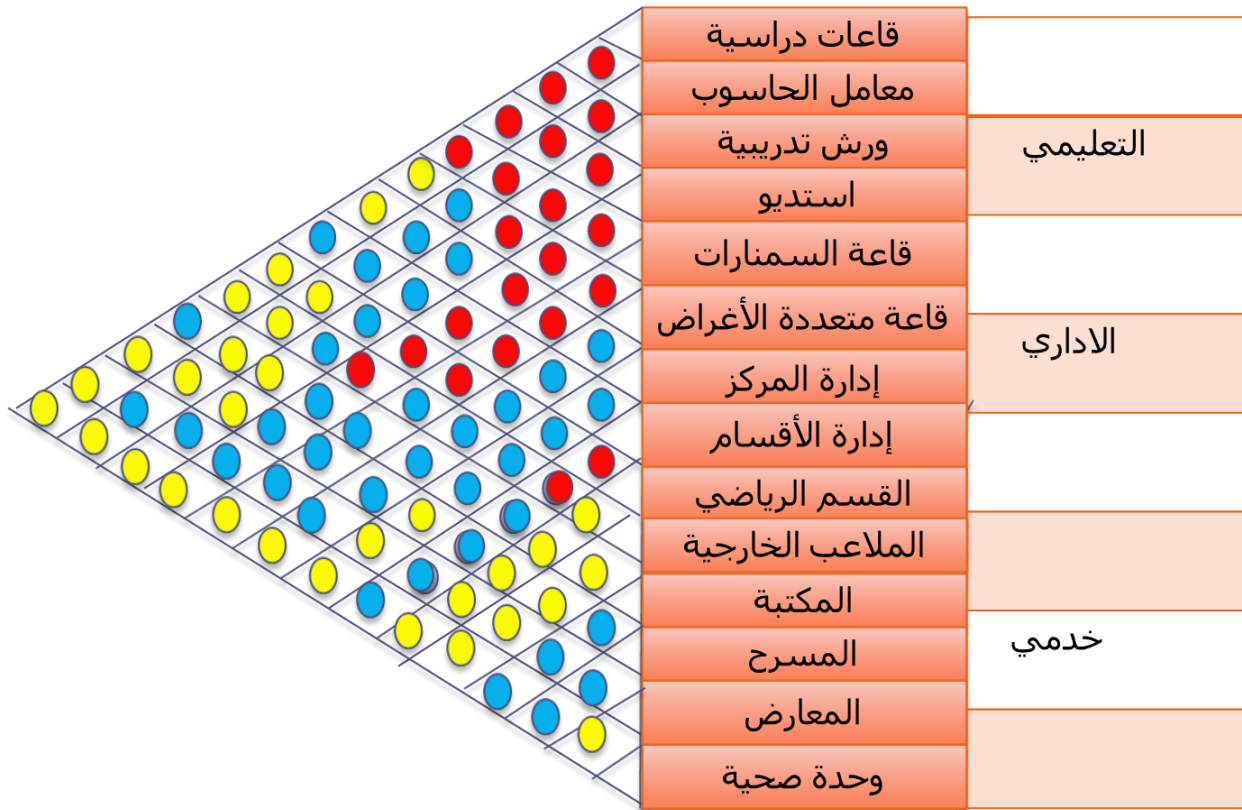 قاعات دراسية
معامل الحاسوب
ورش تدريبية
التعليمي
استديو
قاعة السمنارات
قاعة متعددة الأغراض
الاداري
إدارة المركز
إدارة الأقسام
القسم الرياضي
الملاعب الخارجية
المكتبة
خدمي
المسرح
المعارض
وحدة صحية